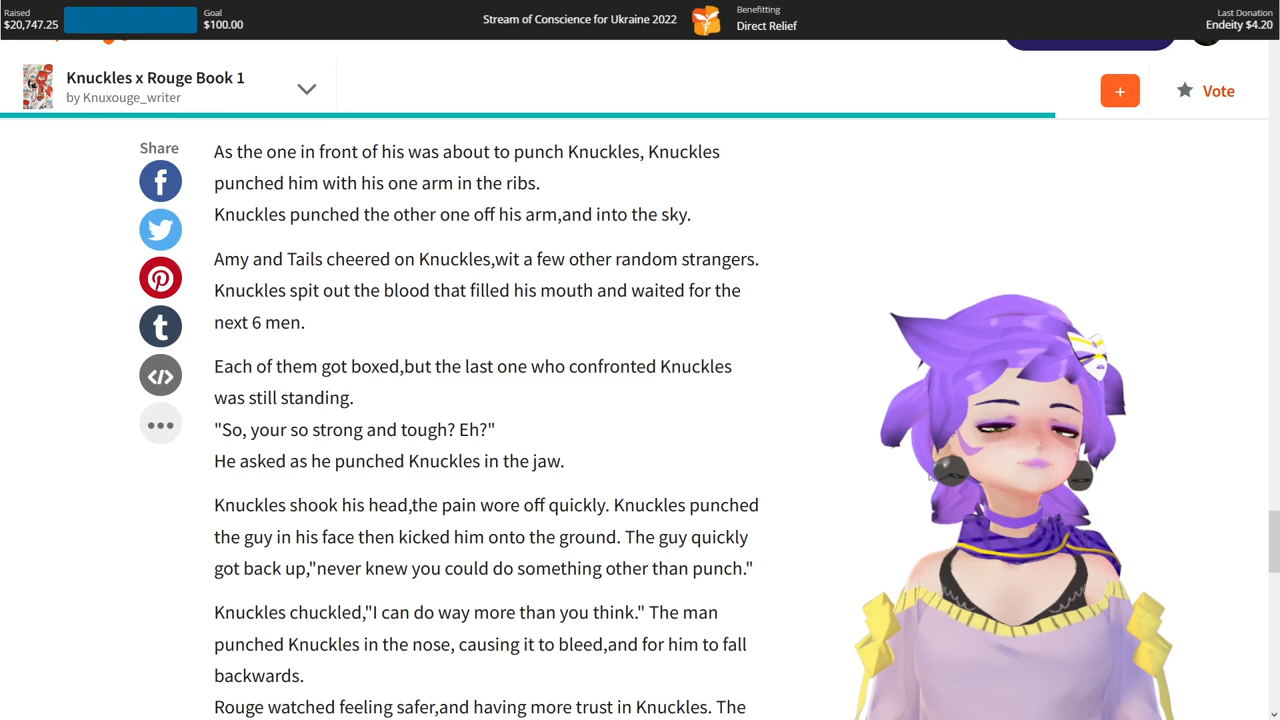 Raised
$20,747.25
Goal
$100.00
Stream of Conscience for Ukraine 2022
Benefitting
Direct Relief
Last Donation
Endeity $4.20
Knuckles x Rouge Book 1
by Knuxouge_writer
+
Vote
Share
As the one in front of his was about to punch Knuckles, Knuckles
punched him with his one arm in the ribs.
Knuckles punched the other one off his arm,and into the sky.
Amy and Tails cheered on Knuckles,wit a few other random strangers.
Knuckles spit out the blood that filled his mouth and waited for the
next 6 men.
Each of them got boxed,but the last one who confronted Knuckles
was still standing.
"So, your so strong and tough? Eh?"
He asked as he punched Knuckles in the jaw.
Knuckles shook his head,the pain wore off quickly. Knuckles punched
the guy in his face then kicked him onto the ground. The guy quickly
got back up,"never knew you could do something other than punch."
Knuckles chuckled,"I can do way more than you think." The man
punched Knuckles in the nose, causing it to bleed,and for him to fall
backwards.
Rouge watched feeling safer,and having more trust in Knuckles. The